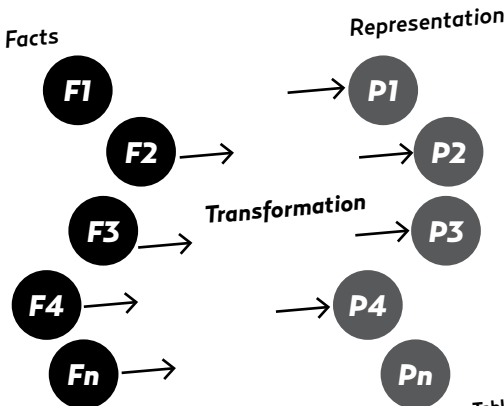 Facts
Representation
F1
P1
F2
P2
Transformation
F3
P3
F4
P4
Fn
Pn